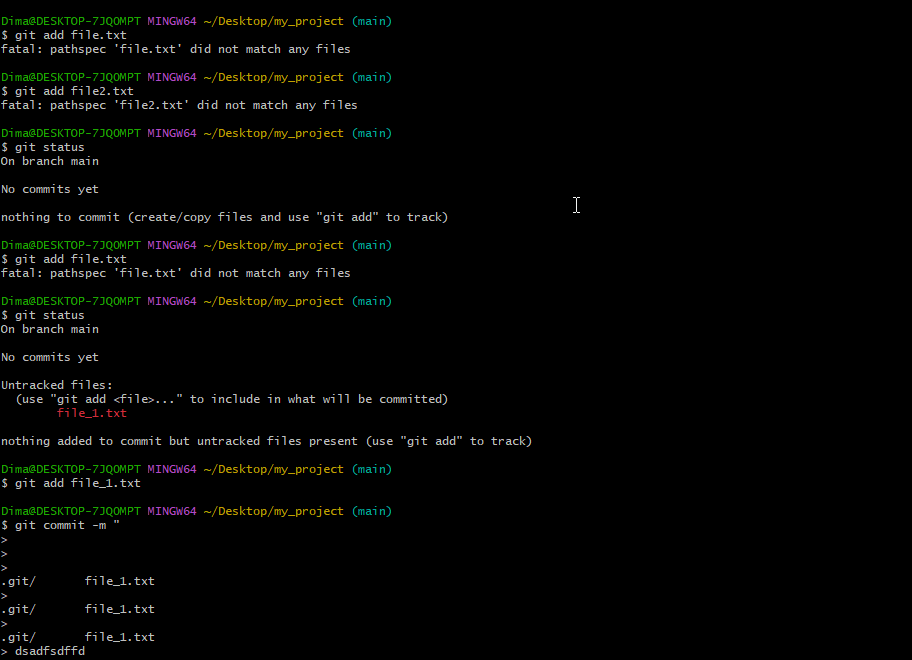 Dima@DESKTOP-7JQOMPT MINGW64 ~/Desktop/my_project (main)
$ git add file.txt
fatal: pathspec 'file.txt' did not match any files
Dima@DESKTOP-7JQOMPT MINGW64 ~/Desktop/my_project (main)
$ git add file2.txt
fatal: pathspec 'file2.txt' did not match any files
Dima@DESKTOP-7JQOMPT MINGW64 ~/Desktop/my_project (main)
$ git status
On branch main
No commits yet
nothing to commit (create/copy files and use "git add" to track)
Dima@DESKTOP-7JQOMPT MINGW64 ~/Desktop/my_project (main)
$ git add file.txt
fatal: pathspec 'file.txt' did not match any files
Dima@DESKTOP-7JQOMPT MINGW64 ~/Desktop/my_project (main)
$ git status
On branch main
No commits yet
Untracked files:
  (use "git add <file>..." to include in what will be committed)
        file_1.txt
nothing added to commit but untracked files present (use "git add" to track)
Dima@DESKTOP-7JQOMPT MINGW64 ~/Desktop/my_project (main)
$ git add file_1.txt
Dima@DESKTOP-7JQOMPT MINGW64 ~/Desktop/my_project (main)
$ git commit -m "
>
>
>
.git/       file_1.txt
>
.git/       file_1.txt
>
.git/       file_1.txt
> dsadfsdffd